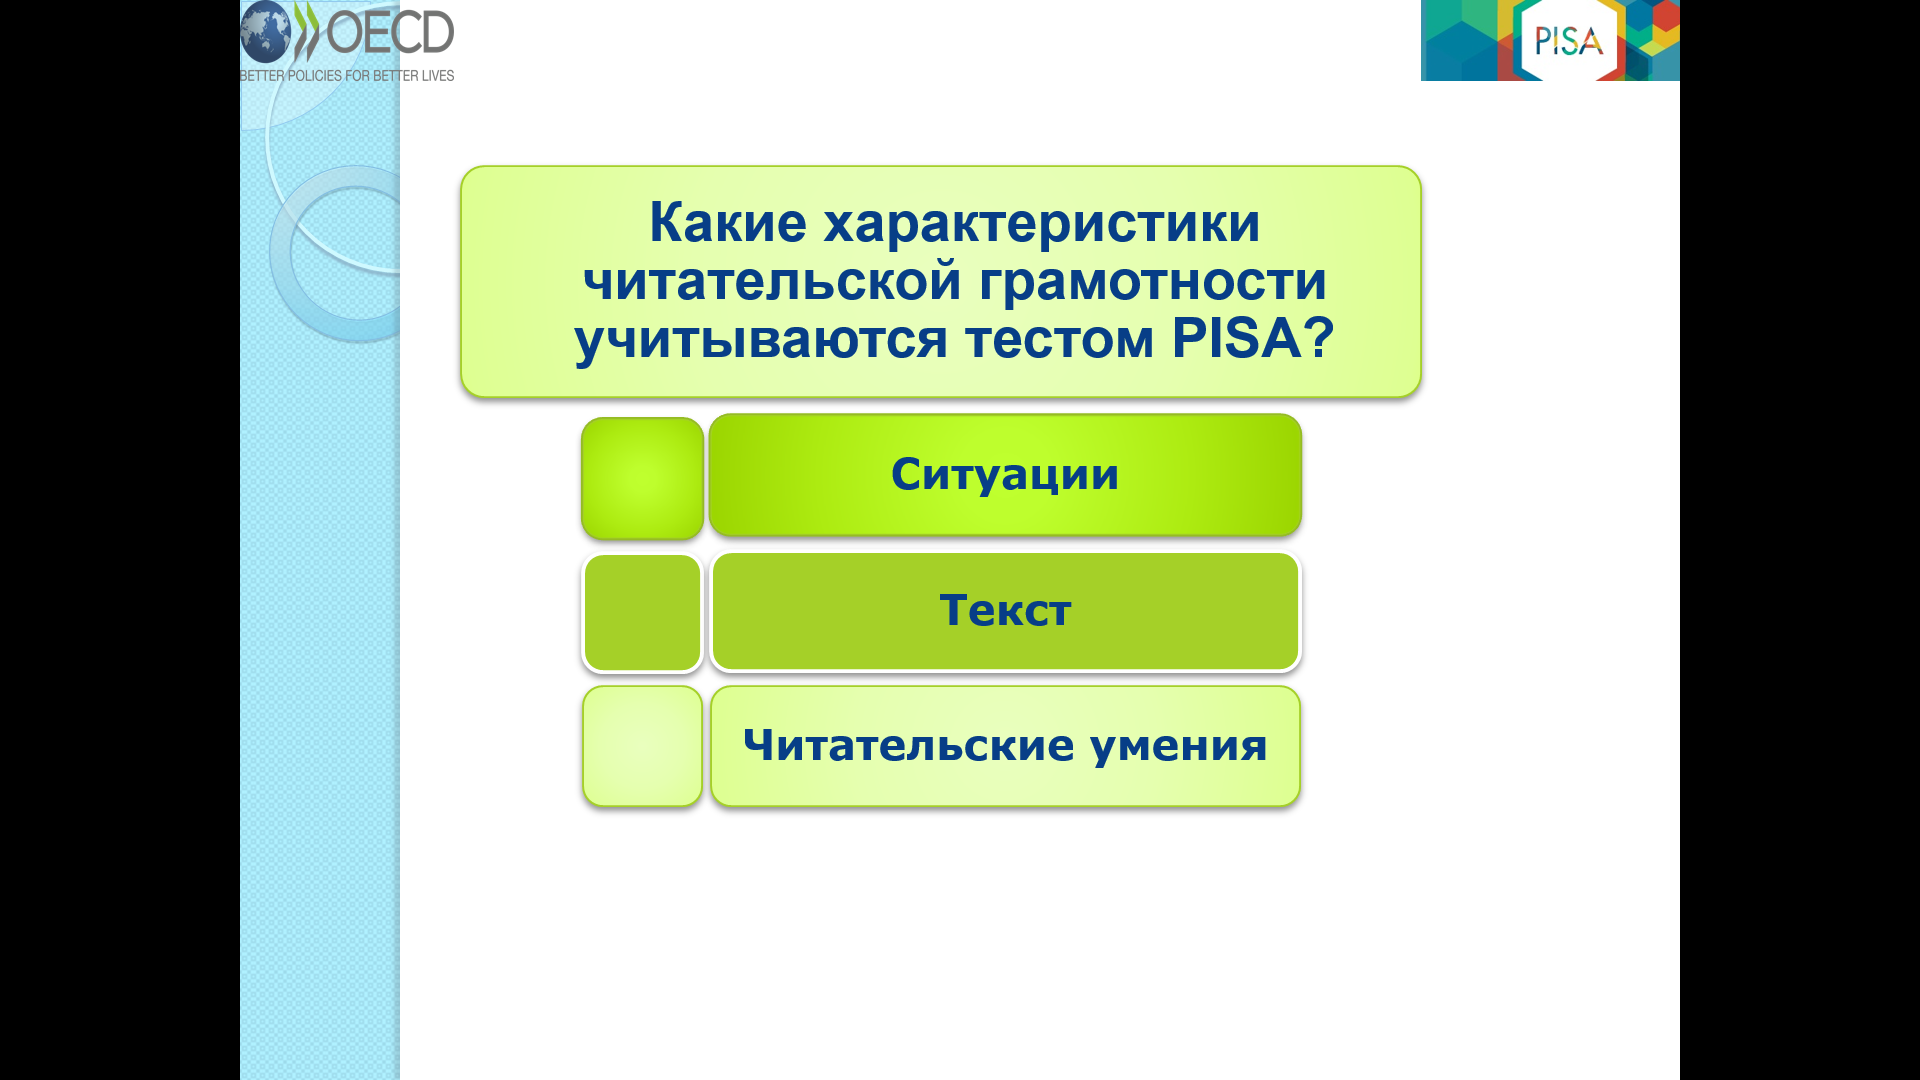 OECD
BETTER POLICIES FOR BETTER LIVES
PISA
Какие характеристики
читательской грамотности
учитываются тестом PISA?
Ситуации
Текст
Читательские умения